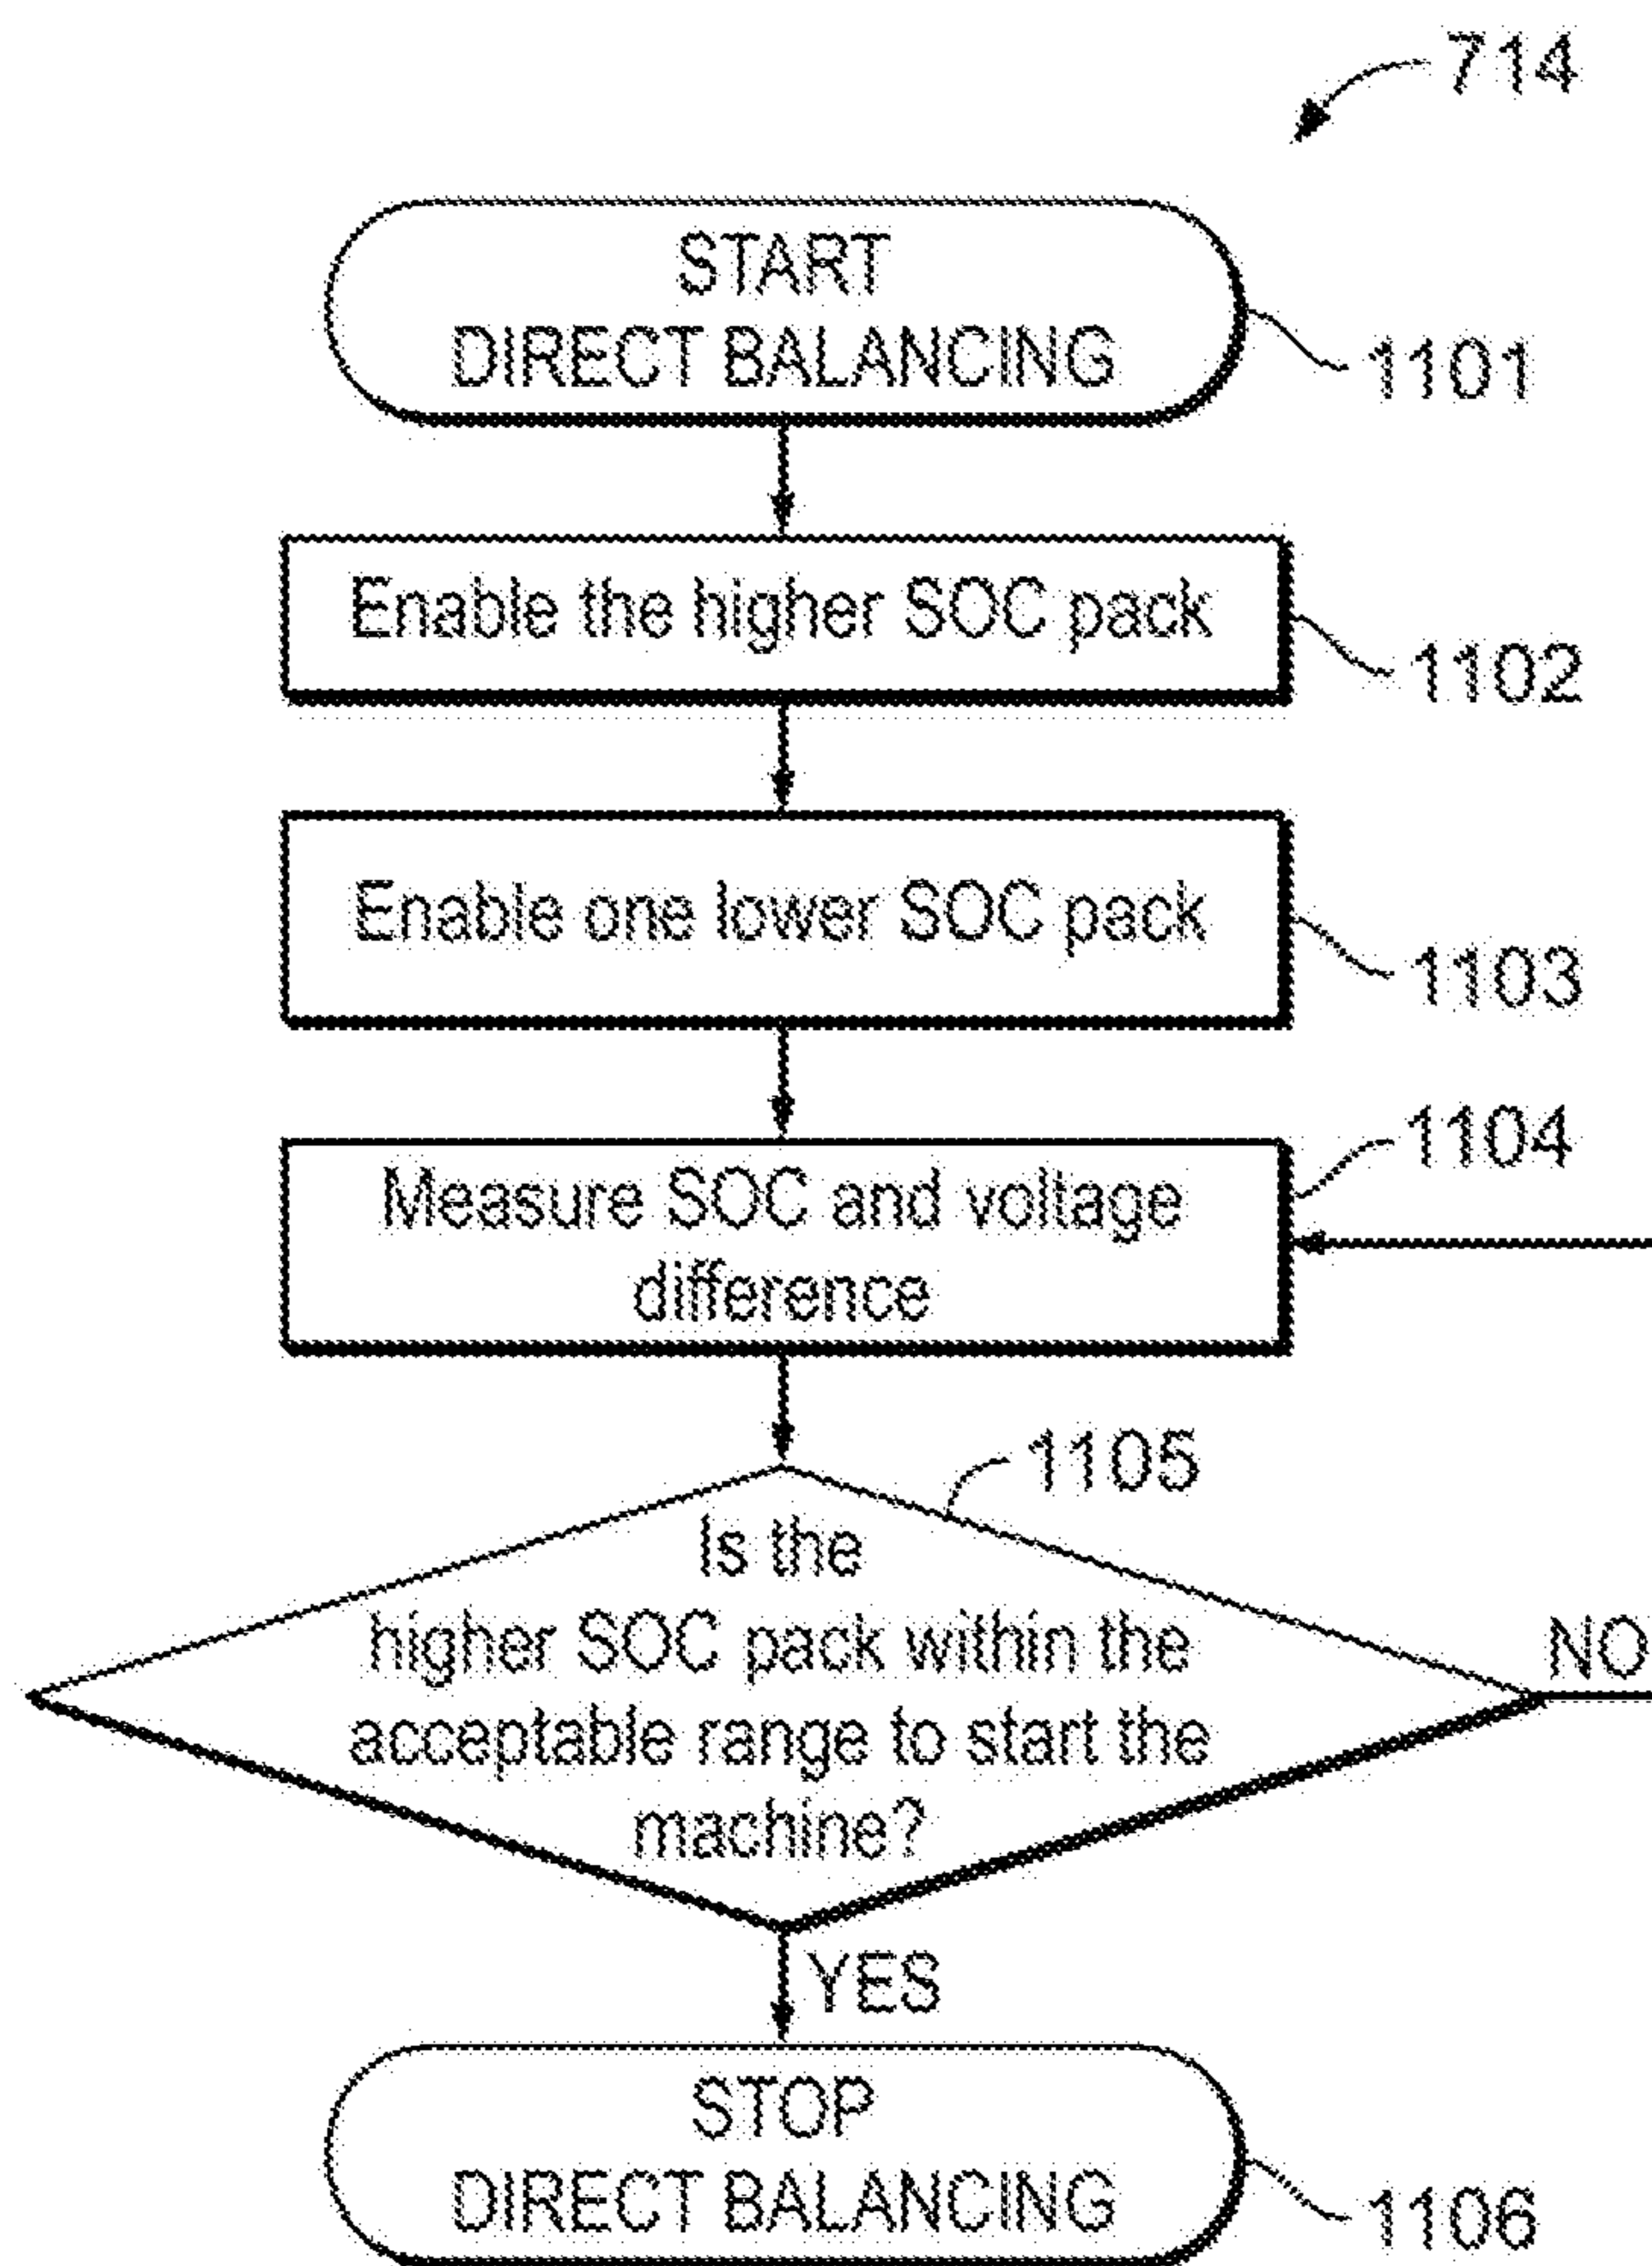 714
START
DIRECT BALANCING
1101
Enable the higher SOC pack
1102
Enable one lower SOC pack
1103
1104
Measure SOC and voltage
difference
1105
Is the
higher SOC pack within the
acceptable range to start the
machine?
NO
YES
STOP
DIRECT BALANCING
1106